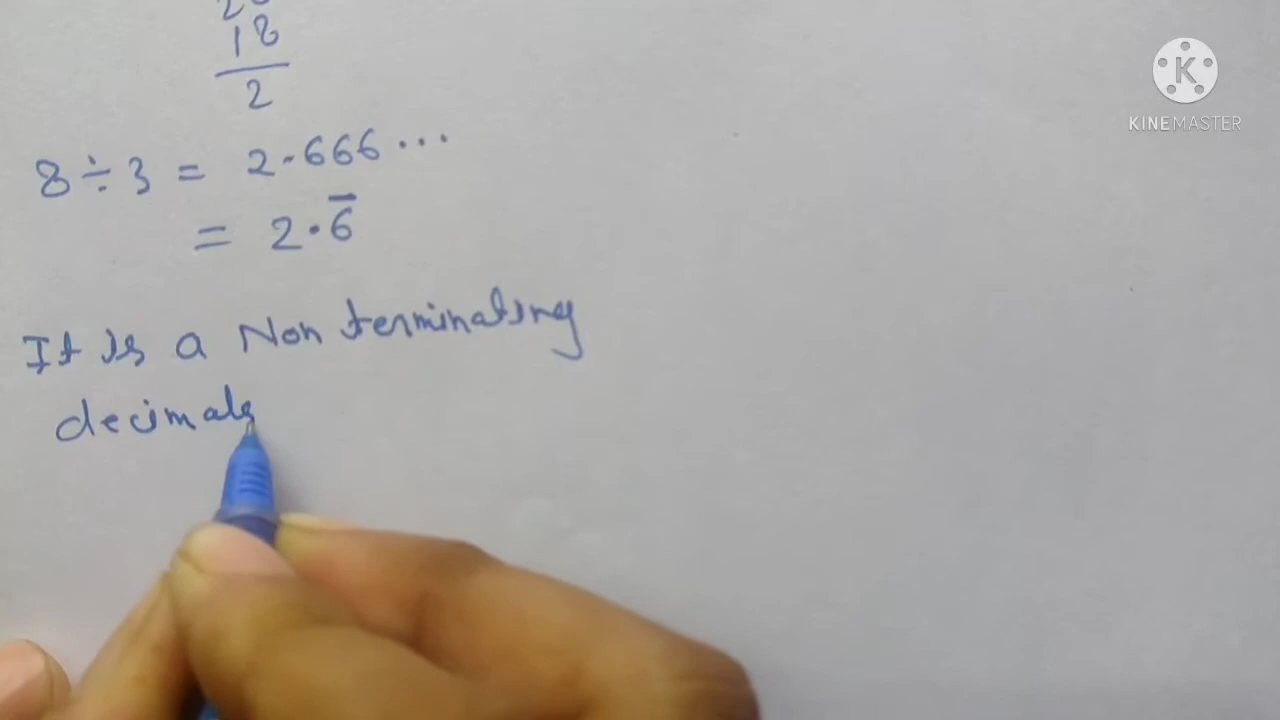 18
2
8 ÷ 3 = 2.666...
= 2.6̅
It is a Non terminating
decimals
K
KINEMASTER